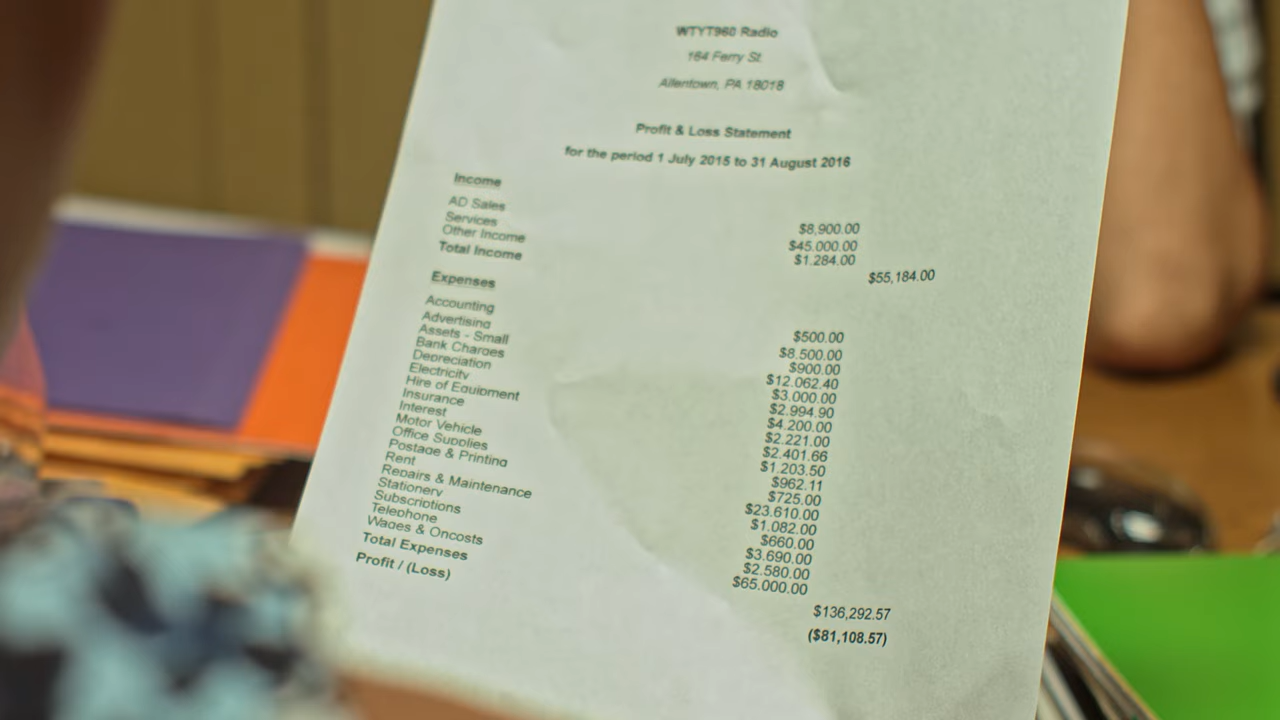 WTYT960 Radio
164 Ferry St.
Allentown, PA 18018
Profit & Loss Statement
for the period 1 July 2015 to 31 August 2016
Income
AD Sales $8,900.00
Services $45,000.00
Other Income $1,284.00
Total Income $55,184.00
Expenses
Accounting $500.00
Advertising $8,500.00
Assets - Small $900.00
Bank Charges $12,062.40
Depreciation $3,000.00
Electricity $2,994.90
Hire of Equipment $4,200.00
Insurance $2,221.00
Interest $2,401.66
Motor Vehicle $1,203.50
Office Supplies $962.11
Postage & Printing $725.00
Rent $23,610.00
Repairs & Maintenance $1,082.00
Stationery $660.00
Subscriptions $3,690.00
Telephone $2,580.00
Wages & Oncosts $65,000.00
Total Expenses $136,292.57
Profit / (Loss) ($81,108.57)